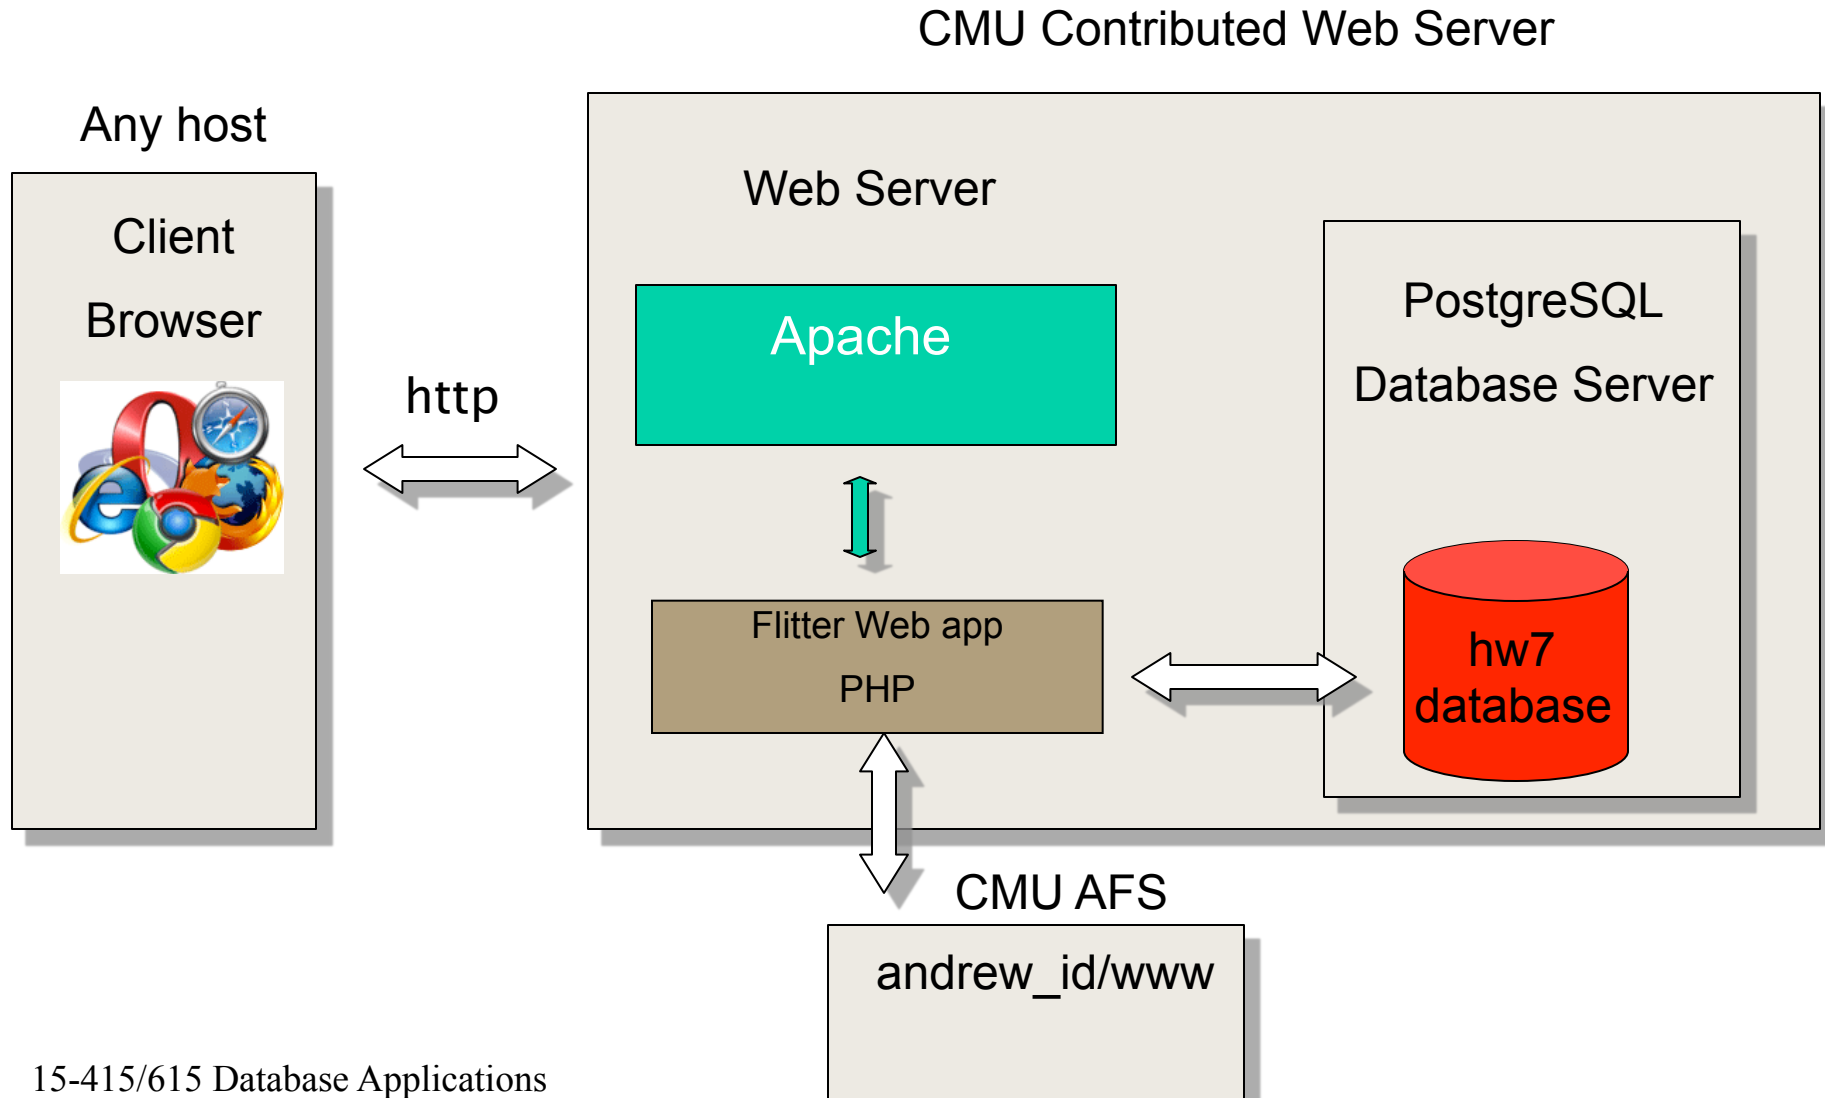 CMU Contributed Web Server
Any host
Client
Browser
http
Web Server
Apache
Flitter Web app
PHP
PostgreSQL
Database Server
hw7
database
CMU AFS
andrew_id/www
15-415/615 Database Applications